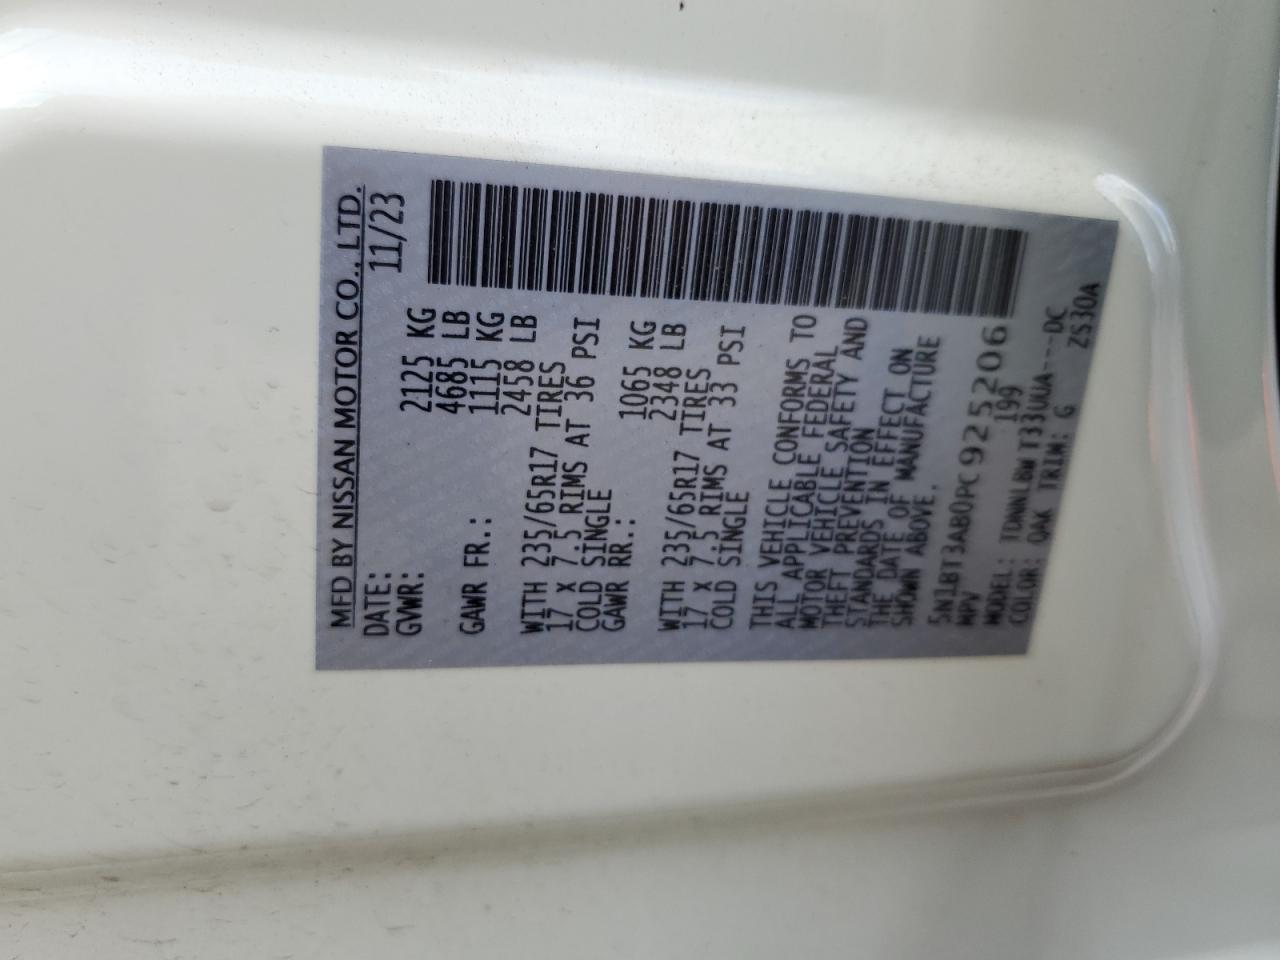 MFD BY NISSAN MOTOR CO., LTD.
DATE: 11/23
GVWR: 2125 KG
4685 LB
GAWR FR.: 1115 KG
2458 LB
WITH 235/65R17 TIRES
17 X 7.5 RIMS AT 36 PSI
COLD SINGLE
GAWR RR.: 1065 KG
2348 LB
WITH 235/65R17 TIRES
17 X 7.5 RIMS AT 33 PSI
COLD SINGLE
THIS VEHICLE CONFORMS TO
ALL APPLICABLE FEDERAL
MOTOR VEHICLE SAFETY AND
THEFT PREVENTION
STANDARDS IN EFFECT ON
THE DATE OF MANUFACTURE
SHOWN ABOVE.
5N1BT3AB0PC925206
MPV 199
MODEL: TDNNLBW T33UUA---DC
COLOR: QAK TRIM: G ZS30A